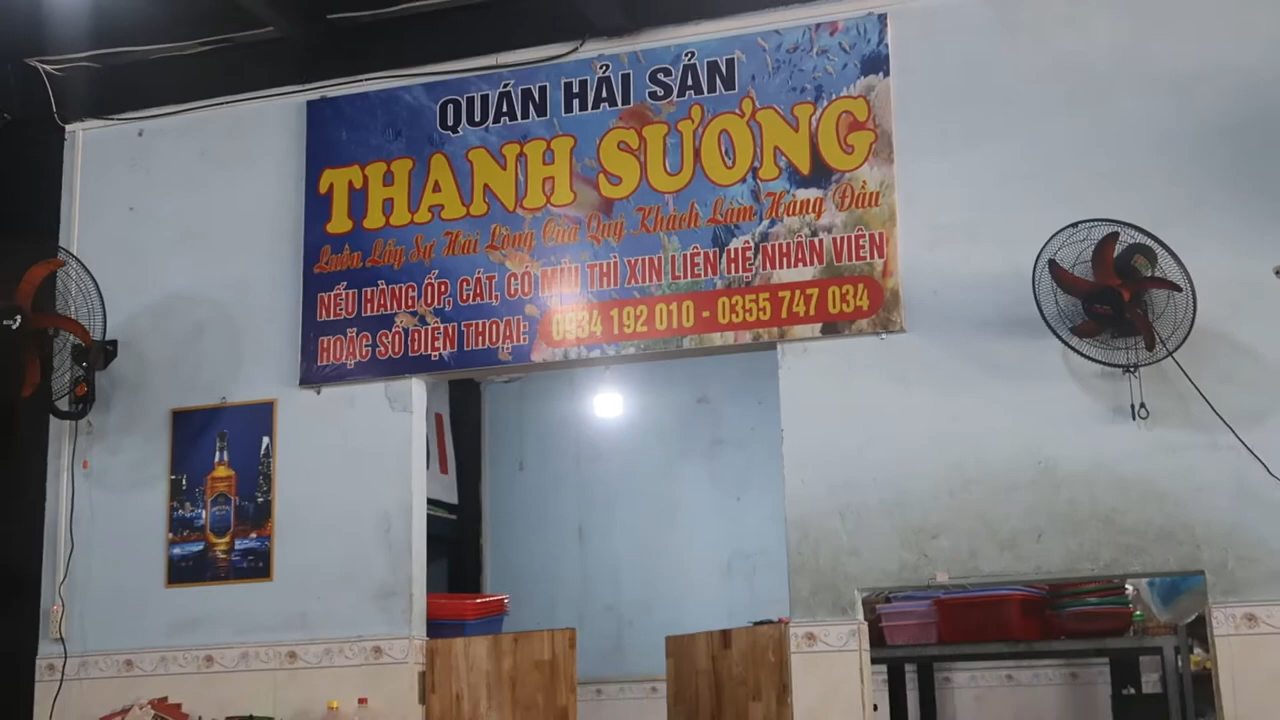 QUÁN HẢI SẢN
THANH SƯƠNG
Luôn Lấy Sự Hài Lòng Của Quý Khách Làm Hàng Đầu
NẾU HÀNG ỐP, CÁT, CÓ MÙI THÌ XIN LIÊN HỆ NHÂN VIÊN
HOẶC SỐ ĐIỆN THOẠI: 0934 192 010 - 0355 747 034